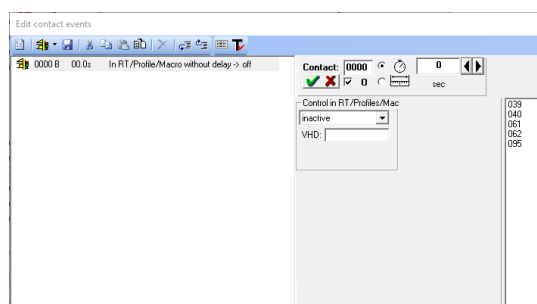 Edit contact events
0000 B 00.0s In RT/Profile/Macro without delay -> off
Contact: 0000 0
0 sec
Control in RT/Profiles/Mac
inactive
VHD:
039
040
061
062
095